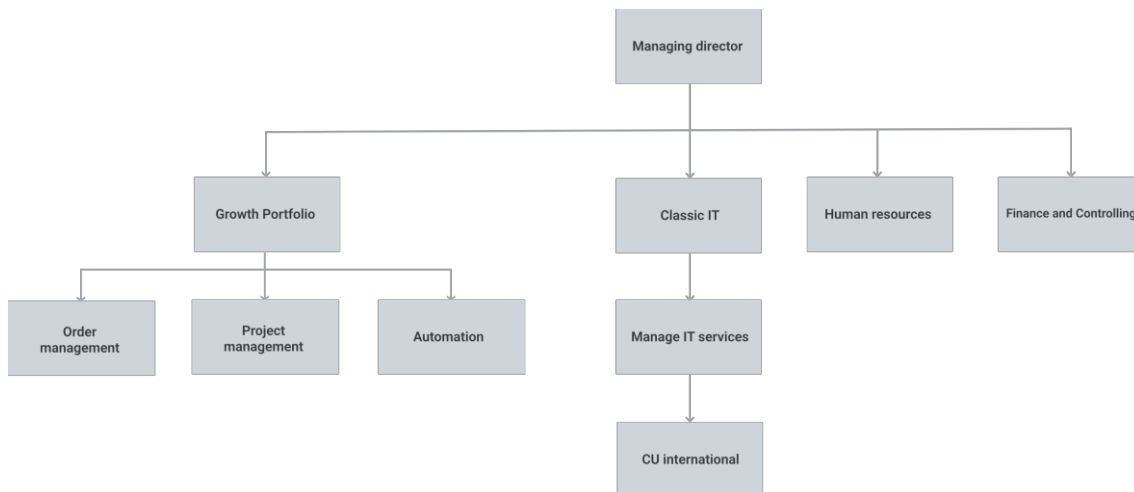 Managing director
Growth Portfolio
Classic IT
Human resources
Finance and Controlling
Order
management
Project
management
Automation
Manage IT services
CU international